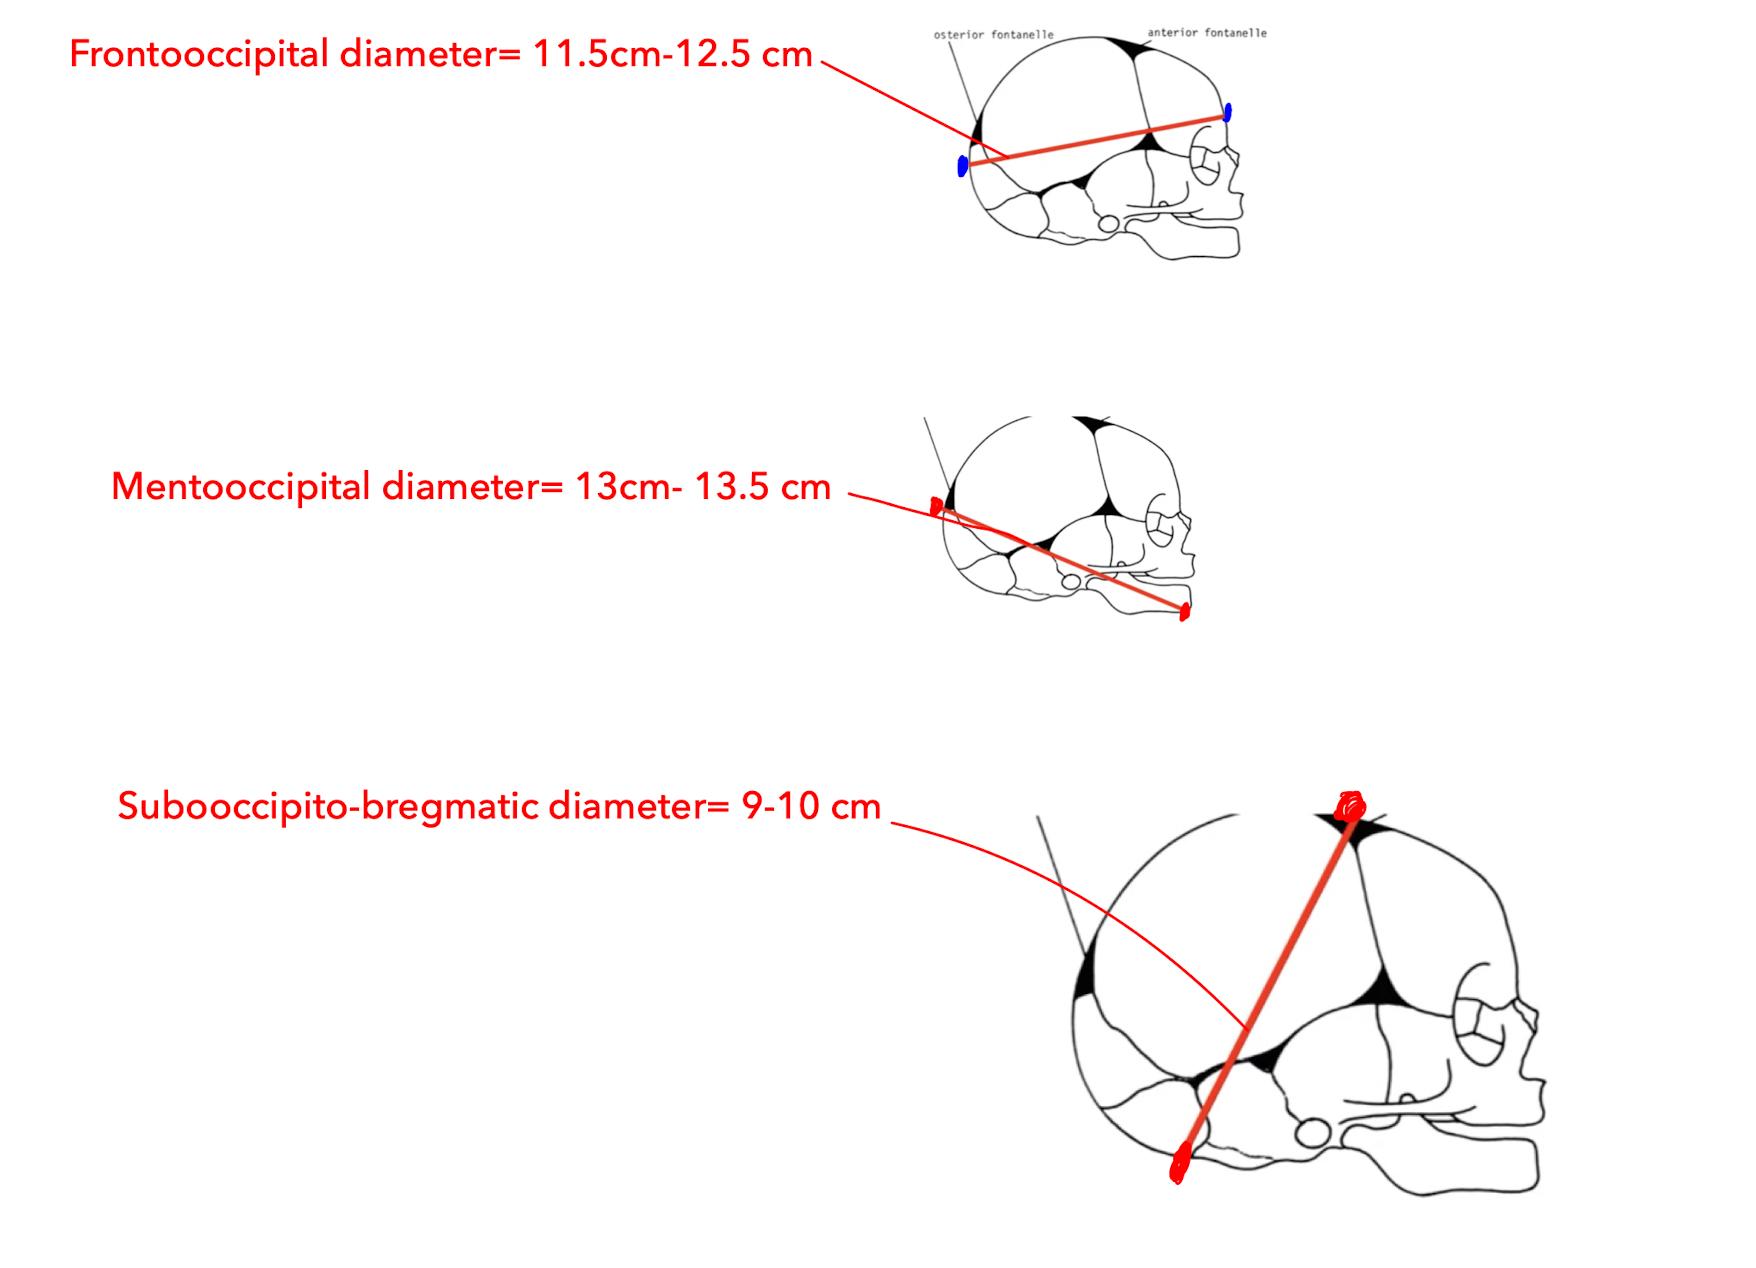 Frontooccipital diameter= 11.5cm-12.5 cm
osterior fontanelle
anterior fontanelle
Mentooccipital diameter= 13cm- 13.5 cm
Subooccipito-bregmatic diameter= 9-10 cm